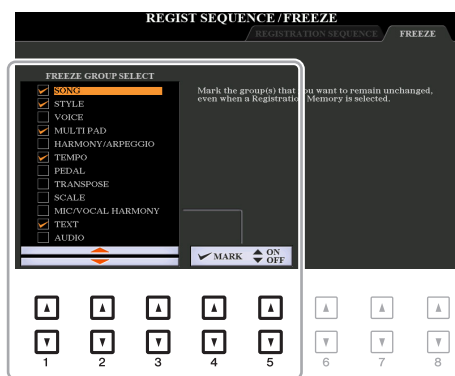 REGIST SEQUENCE / FREEZE
REGISTRATION SEQUENCE
FREEZE
FREEZE GROUP SELECT
SONG
STYLE
VOICE
MULTI PAD
HARMONY/ARPEGGIO
TEMPO
PEDAL
TRANSPOSE
SCALE
MIC/VOCAL HARMONY
TEXT
AUDIO
Mark the group(s) that you want to remain unchanged,
even when a Registration Memory is selected.
MARK
ON
OFF
1 2 3 4 5 6 7 8